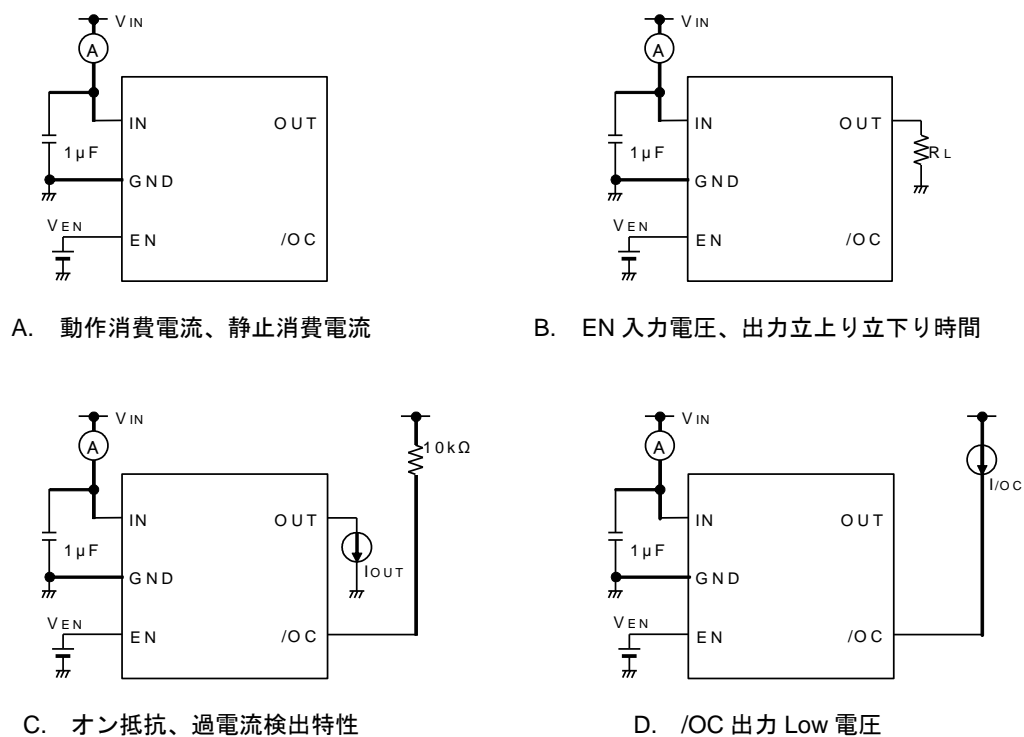 VIN
A
IN
OUT
1μF
GND
VEN
EN
/OC
A. 動作消費電流、静止消費電流
VIN
A
IN
OUT
1μF
RL
GND
VEN
EN
/OC
B. EN 入力電圧、出力立上り立下り時間
VIN
A
10kΩ
IN
OUT
1μF
IOUT
GND
VEN
EN
/OC
C. オン抵抗、過電流検出特性
VIN
A
I/OC
IN
OUT
1μF
GND
VEN
EN
/OC
D. /OC 出力 Low 電圧